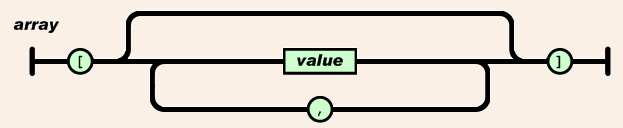 array
[ value ]
,